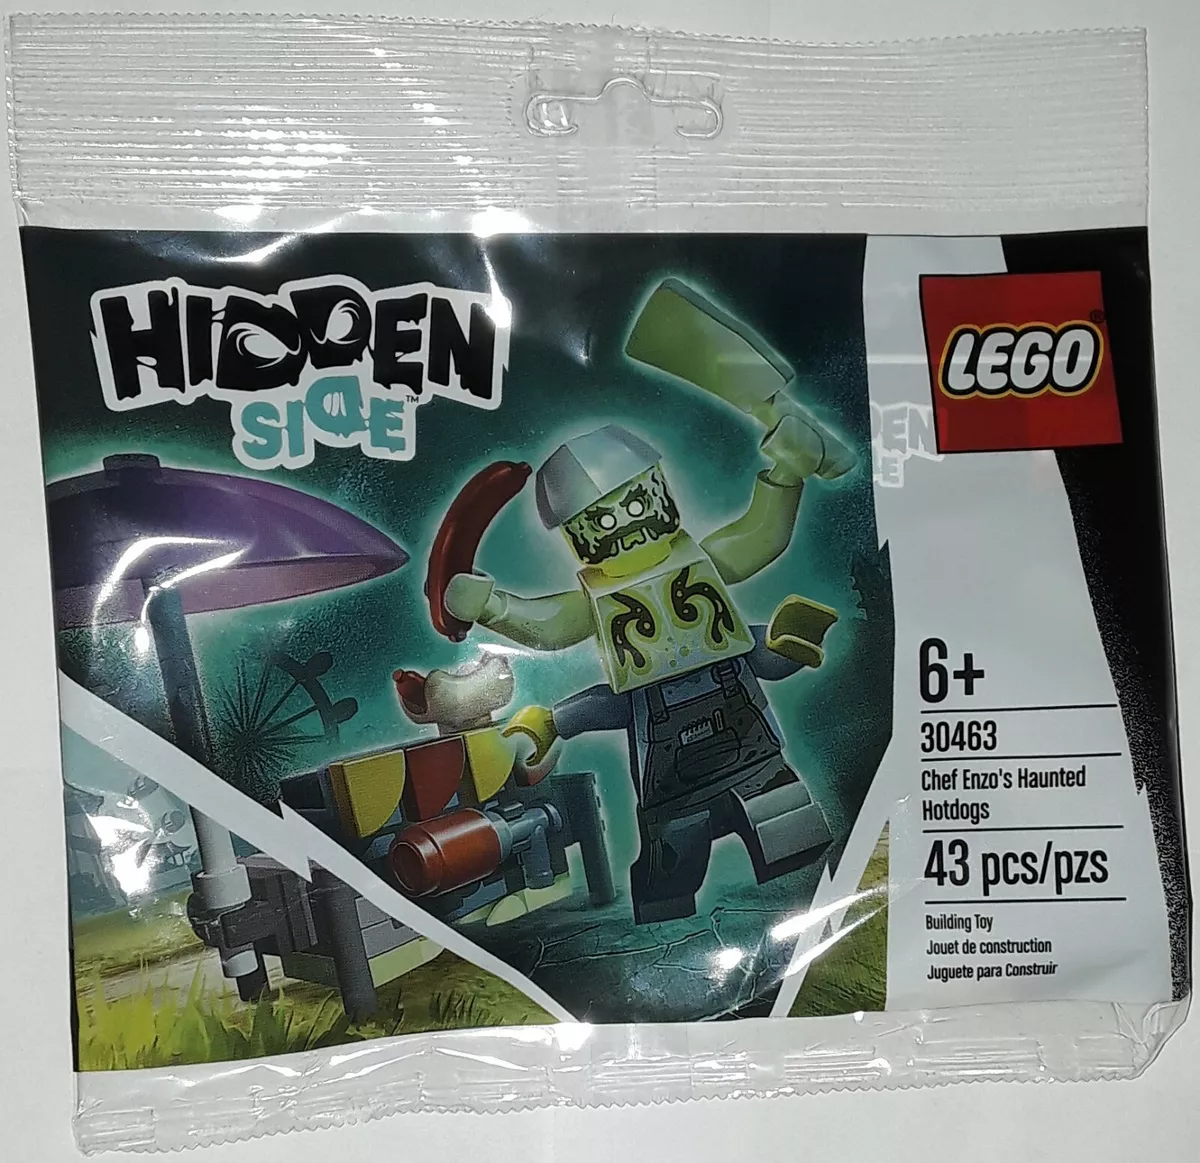 HIDDEN
SIDE™
LEGO®
6+
30463
Chef Enzo's Haunted
Hotdogs
43 pcs/pzs
Building Toy
Jouet de construction
Juguete para Construir